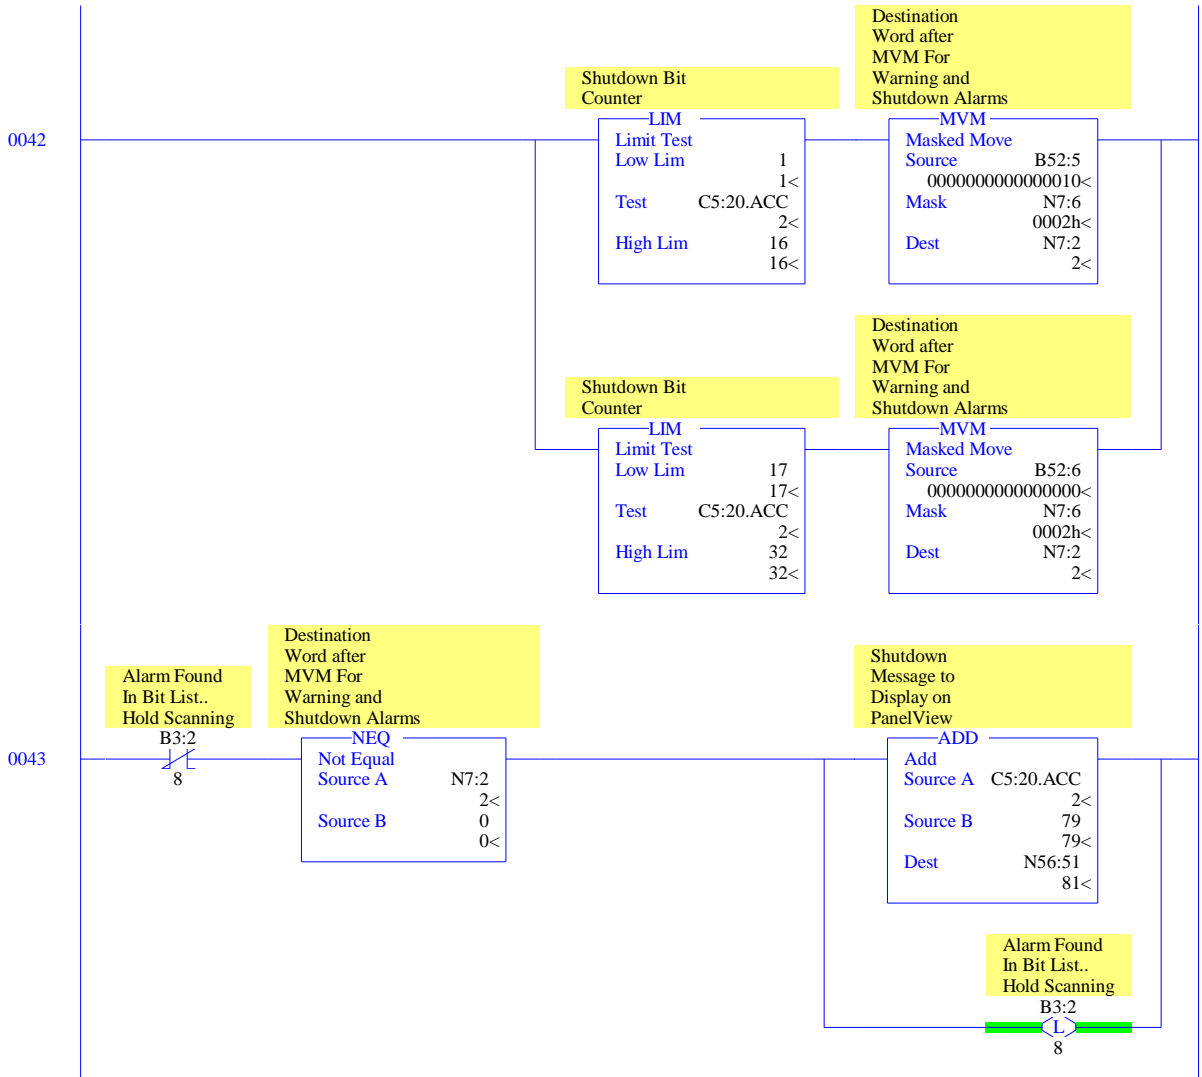 Destination
Word after
MVM For
Warning and
Shutdown Alarms
Shutdown Bit
Counter
0042
LIM
Limit Test
Low Lim 1
1<
Test C5:20.ACC
2<
High Lim 16
16<
MVM
Masked Move
Source B52:5
0000000000000010<
Mask N7:6
0002h<
Dest N7:2
2<
Destination
Word after
MVM For
Warning and
Shutdown Alarms
Shutdown Bit
Counter
LIM
Limit Test
Low Lim 17
17<
Test C5:20.ACC
2<
High Lim 32
32<
MVM
Masked Move
Source B52:6
0000000000000000<
Mask N7:6
0002h<
Dest N7:2
2<
0043
Alarm Found
In Bit List..
Hold Scanning
B3:2
8
Destination
Word after
MVM For
Warning and
Shutdown Alarms
NEQ
Not Equal
Source A N7:2
2<
Source B 0
0<
Shutdown
Message to
Display on
PanelView
ADD
Add
Source A C5:20.ACC
2<
Source B 79
79<
Dest N56:51
81<
Alarm Found
In Bit List..
Hold Scanning
B3:2
L
8